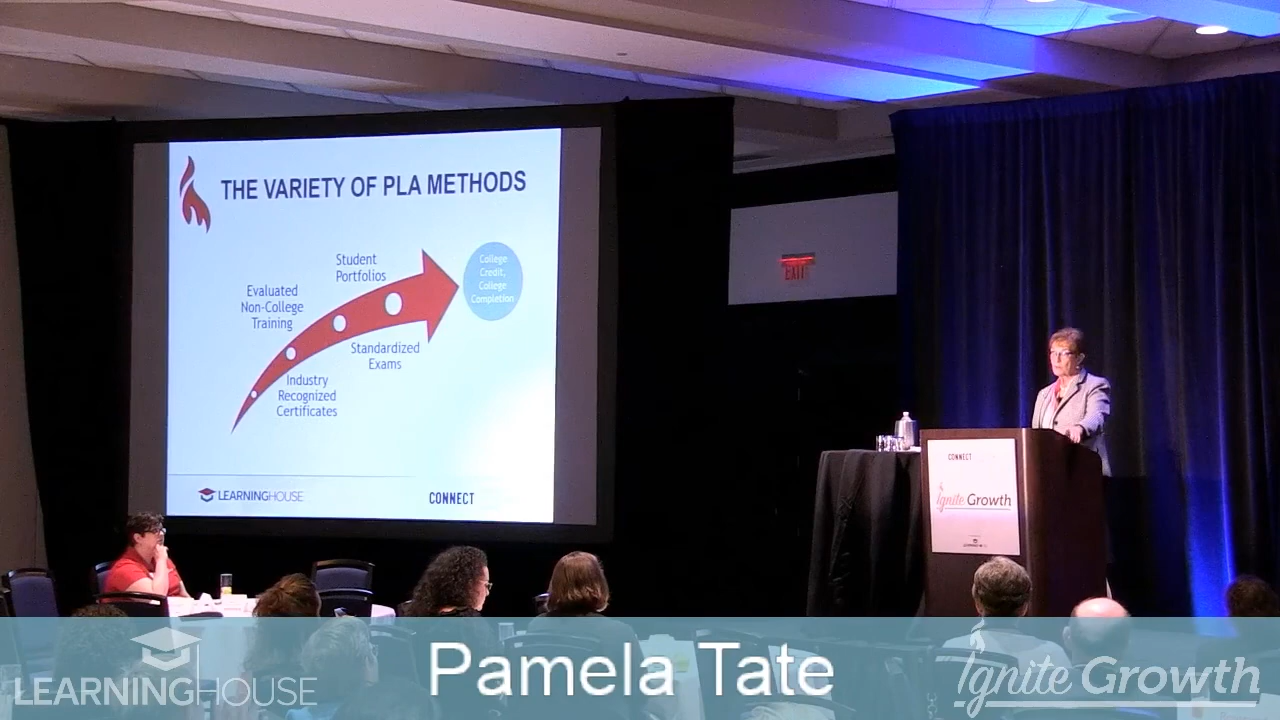 THE VARIETY OF PLA METHODS
Student
Portfolios
College
Credit,
College
Completion
Evaluated
Non-College
Training
Standardized
Exams
Industry
Recognized
Certificates
LEARNINGHOUSE
CONNECT
EXIT
CONNECT
Ignite Growth
Pamela Tate
LEARNINGHOUSE
Ignite Growth